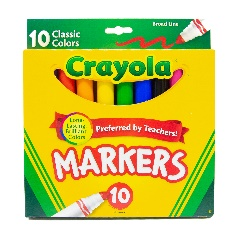 10 Classic
Colors
Broad Line
Crayola
Long-
Lasting
Brilliant
Colors
Preferred by Teachers!
MARKERS
10